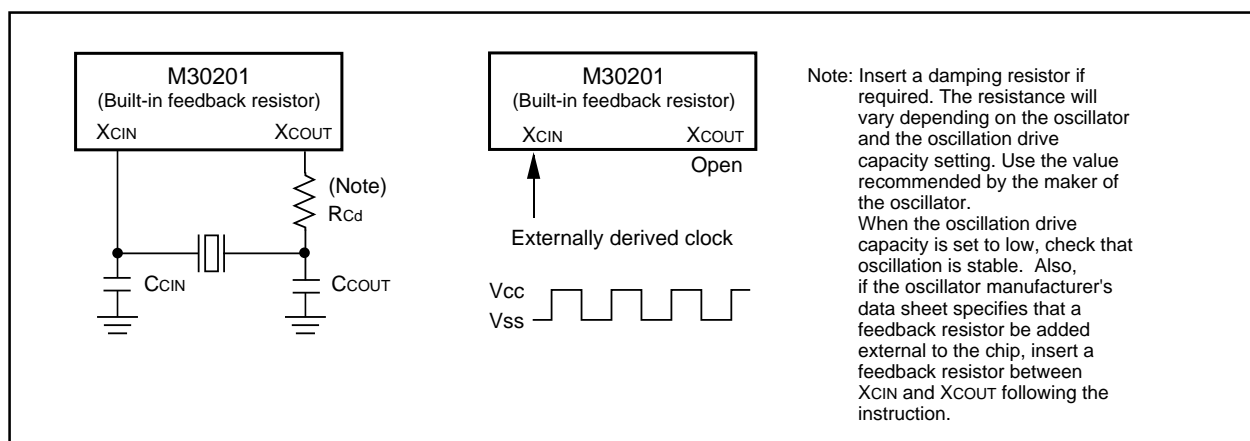 M30201
(Built-in feedback resistor)
XCIN
XCOUT
(Note)
RCd
CCIN
CCOUT
M30201
(Built-in feedback resistor)
XCIN
XCOUT
Open
Externally derived clock
Vcc
Vss
Note: Insert a damping resistor if
required. The resistance will
vary depending on the oscillator
and the oscillation drive
capacity setting. Use the value
recommended by the maker of
the oscillator.
When the oscillation drive
capacity is set to low, check that
oscillation is stable.  Also,
if the oscillator manufacturer's
data sheet specifies that a
feedback resistor be added
external to the chip, insert a
feedback resistor between
XCIN and XCOUT following the
instruction.